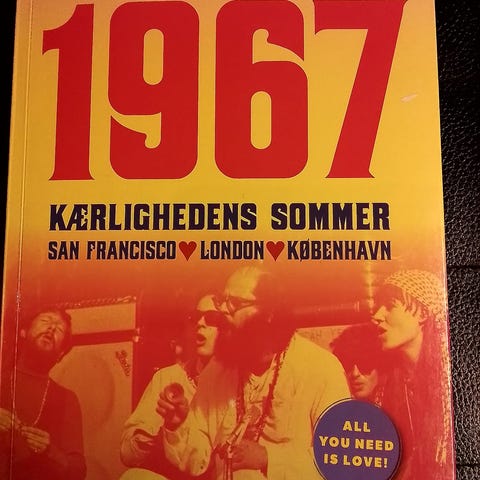 1967
KÆRLIGHEDENS SOMMER
SAN FRANCISCO ♥ LONDON ♥ KØBENHAVN
ALL
YOU NEED
IS LOVE!